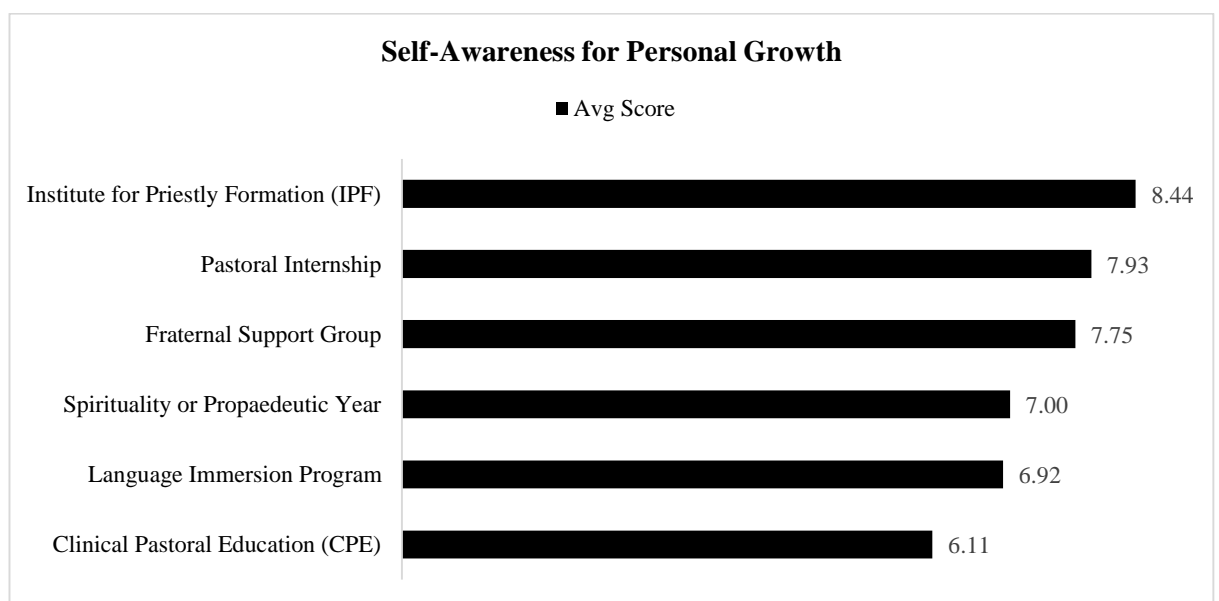 Self-Awareness for Personal Growth
Avg Score
Institute for Priestly Formation (IPF) 8.44
Pastoral Internship 7.93
Fraternal Support Group 7.75
Spirituality or Propaedeutic Year 7.00
Language Immersion Program 6.92
Clinical Pastoral Education (CPE) 6.11